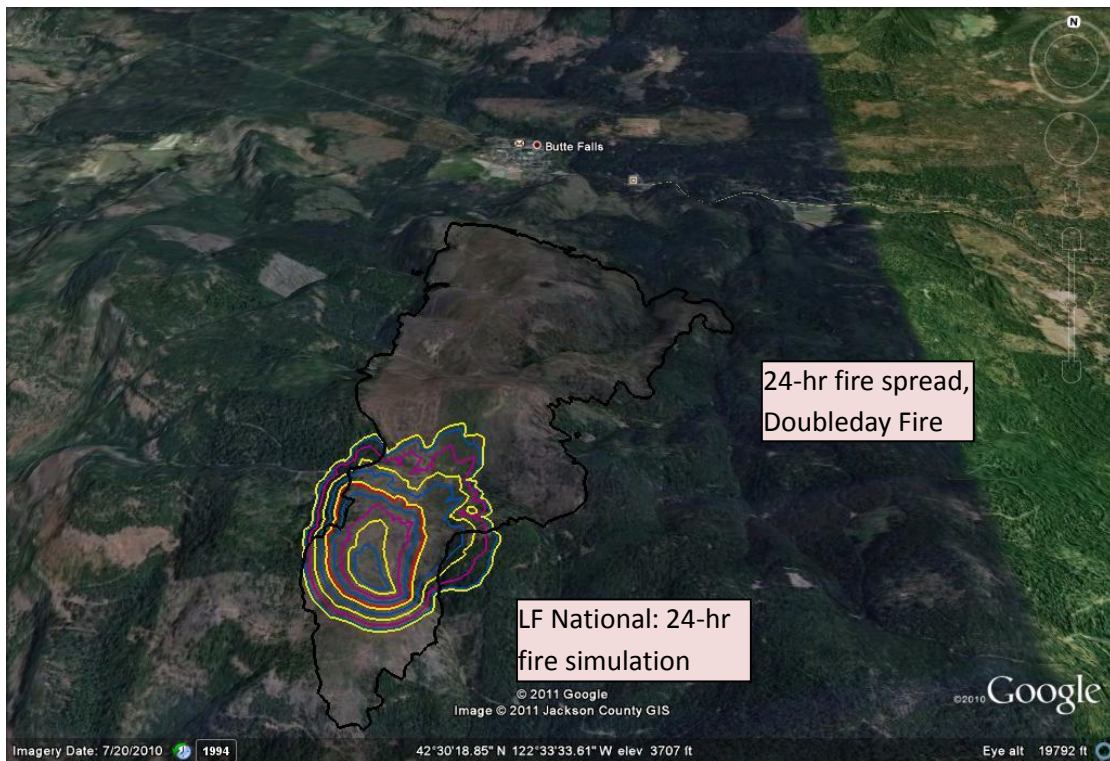 N
Butte Falls
24-hr fire spread,
Doubleday Fire
LF National: 24-hr
fire simulation
© 2011 Google
Image © 2011 Jackson County GIS
©2010 Google
Imagery Date: 7/20/2010
1994
42°30'18.85" N 122°33'33.61" W elev 3707 ft
Eye alt 19792 ft